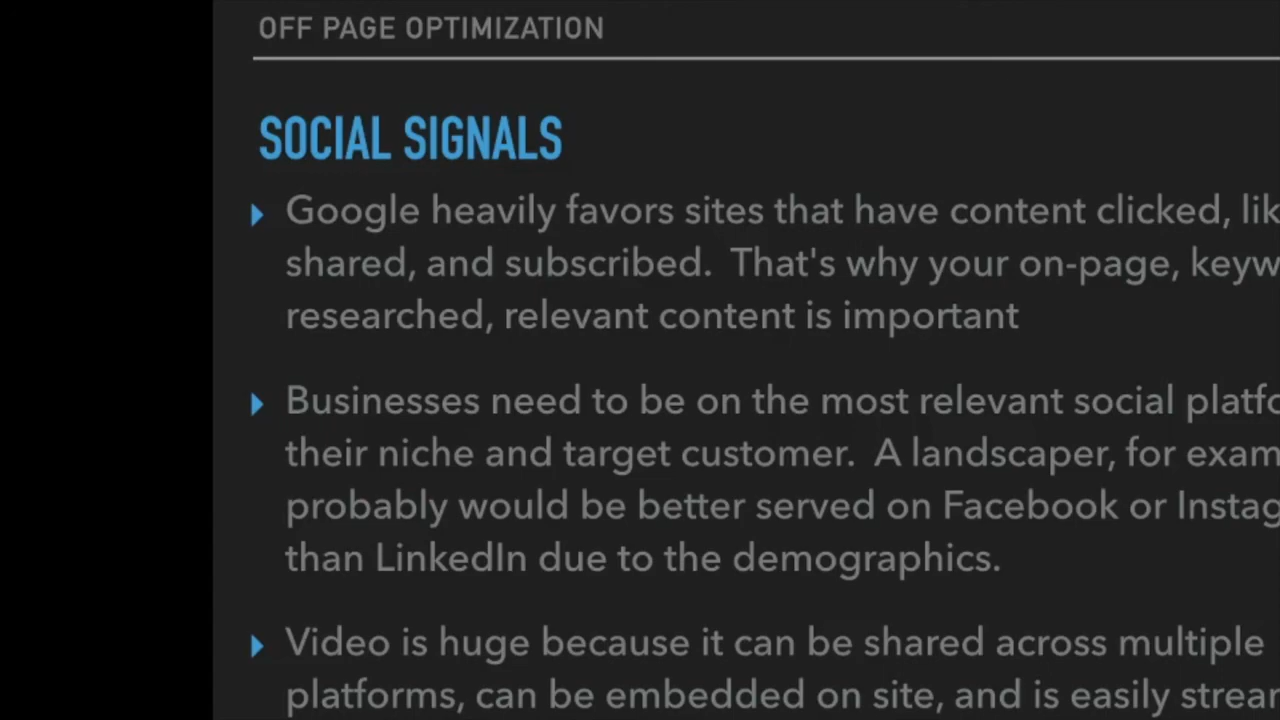 OFF PAGE OPTIMIZATION
SOCIAL SIGNALS
Google heavily favors sites that have content clicked,
shared, and subscribed. That's why your on-page,
researched, relevant content is important
Businesses need to be on the most relevant social
their niche and target customer. A landscaper, for
probably would be better served on Facebook or
than LinkedIn due to the demographics.
Video is huge because it can be shared across multiple
platforms, can be embedded on site, and is easily